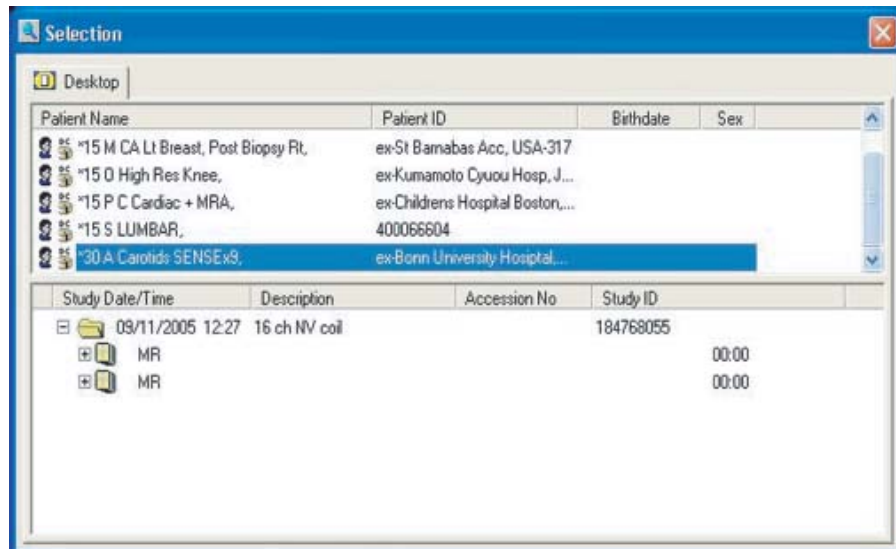 Selection
Desktop
Patient Name Patient ID Birthdate Sex
*15 M CA Lt Breast, Post Biopsy Rt, ex-St Barnabas Acc, USA-317
*15 O High Res Knee, ex-Kumamoto Cyuou Hosp, J...
*15 P C Cardiac + MRA, ex-Childrens Hospital Boston,...
*15 S LUMBAR, 400066604
*30 A Carotids SENSEx9, ex-Bonn University Hosiptal,...
Study Date/Time Description Accession No Study ID
09/11/2005 12:27 16 ch NV coil 184768055
MR 00:00
MR 00:00